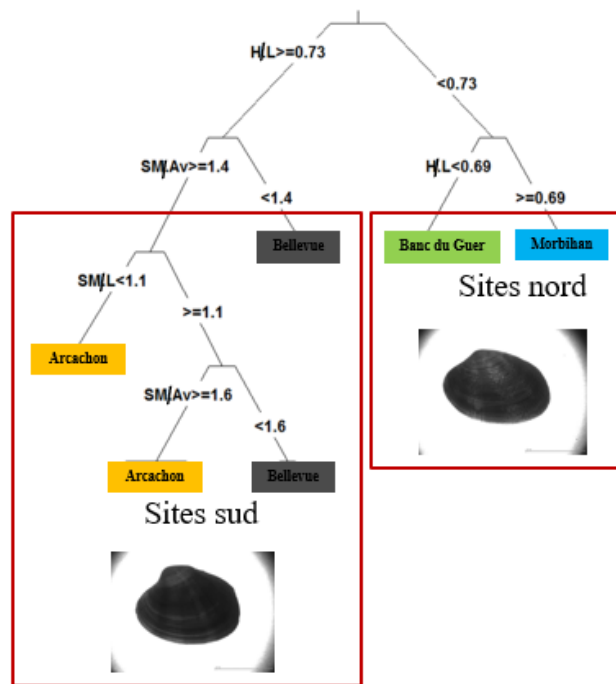 H/L>=0.73
<0.73
SM/Av>=1.4
H/L<0.69
<1.4
>=0.69
Bellevue
Banc du Guer
Morbihan
SM/L<1.1
Sites nord
>=1.1
Arcachon
SM/Av>=1.6
<1.6
Arcachon
Bellevue
Sites sud